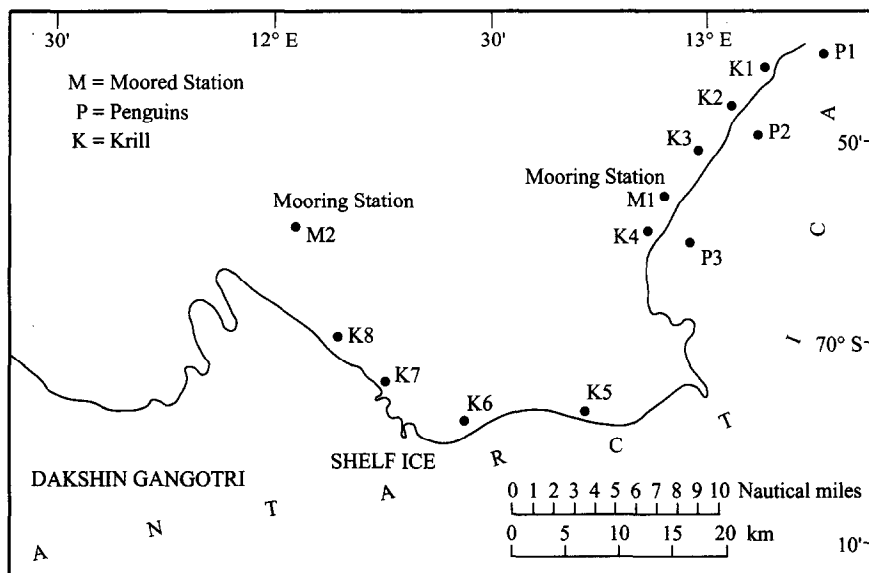 30' 12° E 30' 13° E
M = Moored Station
P = Penguins
K = Krill
P1
K1
K2
A
P2
50'
K3
Mooring Station
M1
Mooring Station
M2
K4
P3
C
K8
I
70° S
K7
K6
K5
T
C
R
SHELF ICE
DAKSHIN GANGOTRI
A
T
N
A
0 1 2 3 4 5 6 7 8 9 10 Nautical miles
0 5 10 15 20 km
10'